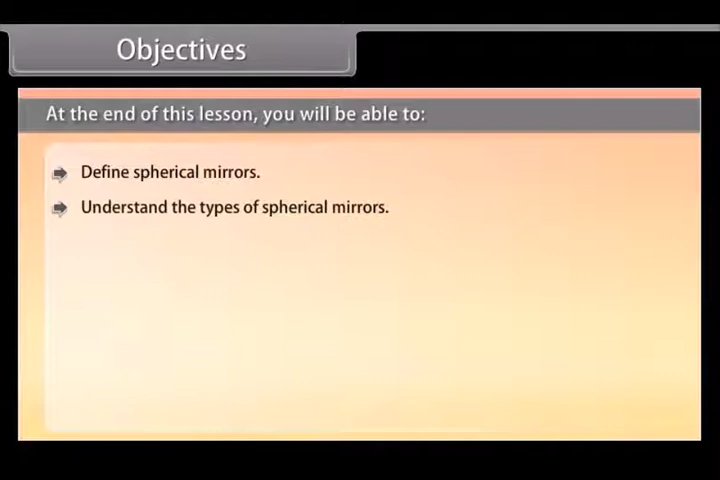 Objectives
At the end of this lesson, you will be able to:
Define spherical mirrors.
Understand the types of spherical mirrors.